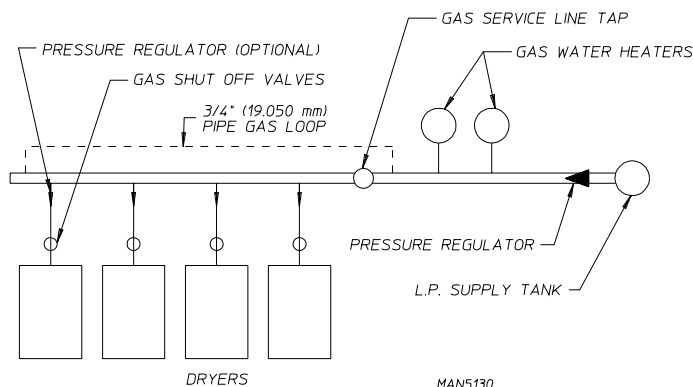 GAS SERVICE LINE TAP
PRESSURE REGULATOR (OPTIONAL)
GAS WATER HEATERS
GAS SHUT OFF VALVES
3/4" (19.050 mm)
PIPE GAS LOOP
PRESSURE REGULATOR
L.P. SUPPLY TANK
DRYERS
MAN5130